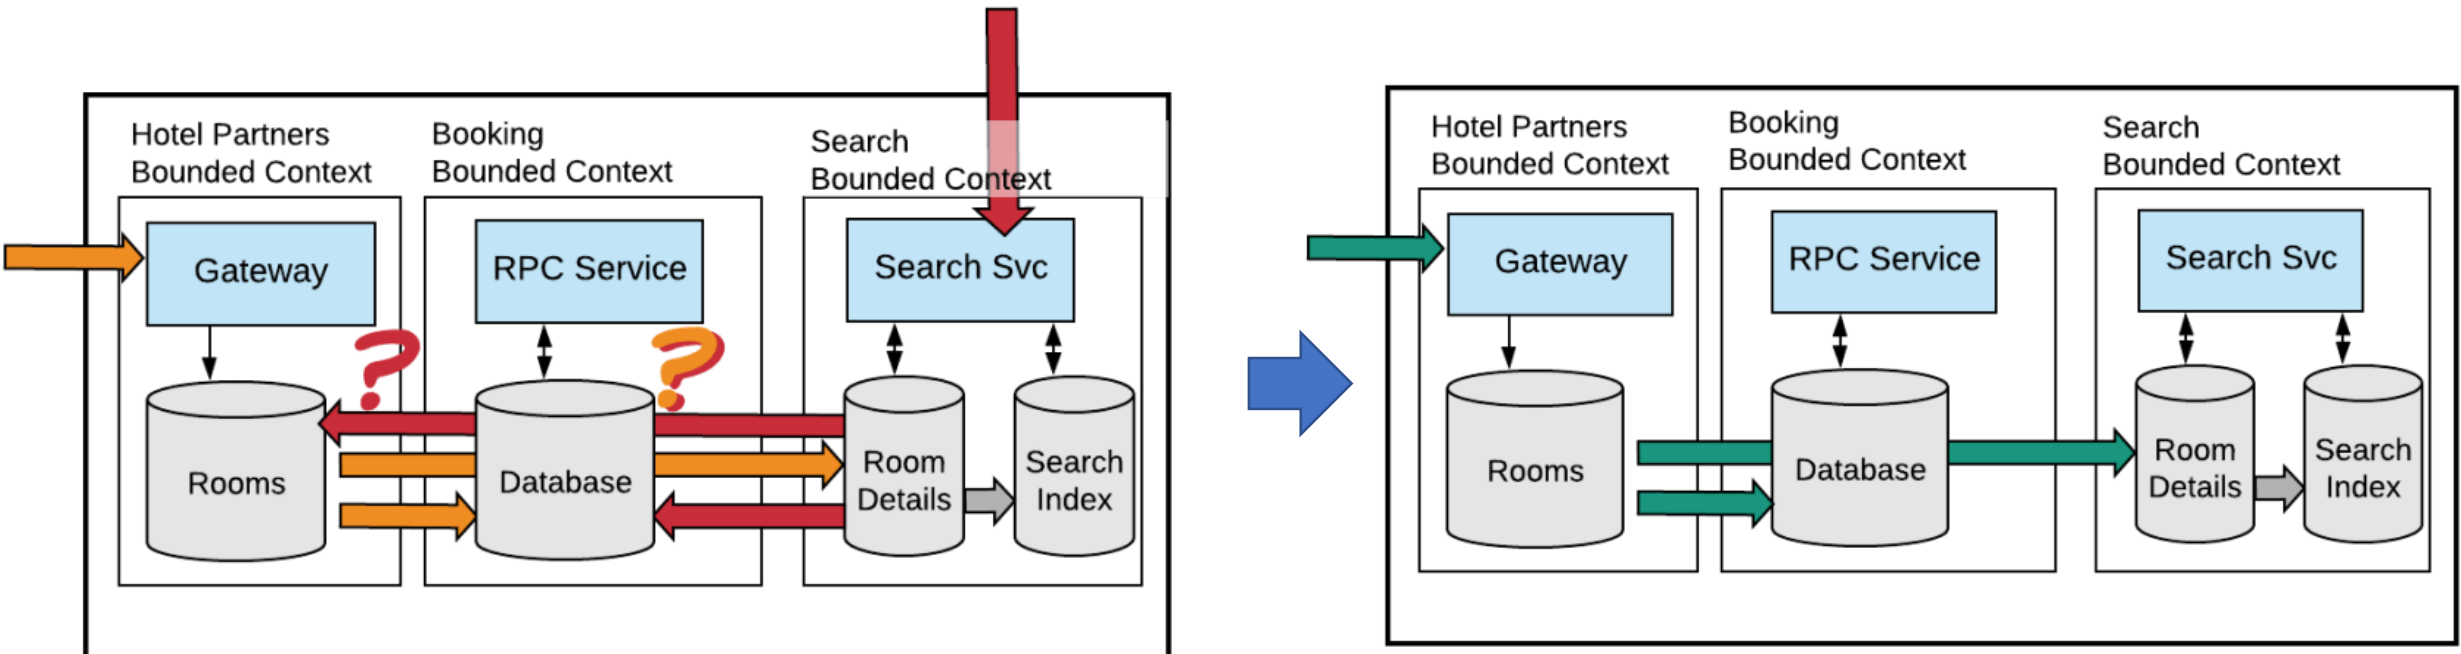 Hotel Partners
Bounded Context
Booking
Bounded Context
Search
Bounded Context
Gateway
RPC Service
Search Svc
?
?
Rooms
Database
Room
Details
Search
Index
Hotel Partners
Bounded Context
Booking
Bounded Context
Search
Bounded Context
Gateway
RPC Service
Search Svc
Rooms
Database
Room
Details
Search
Index